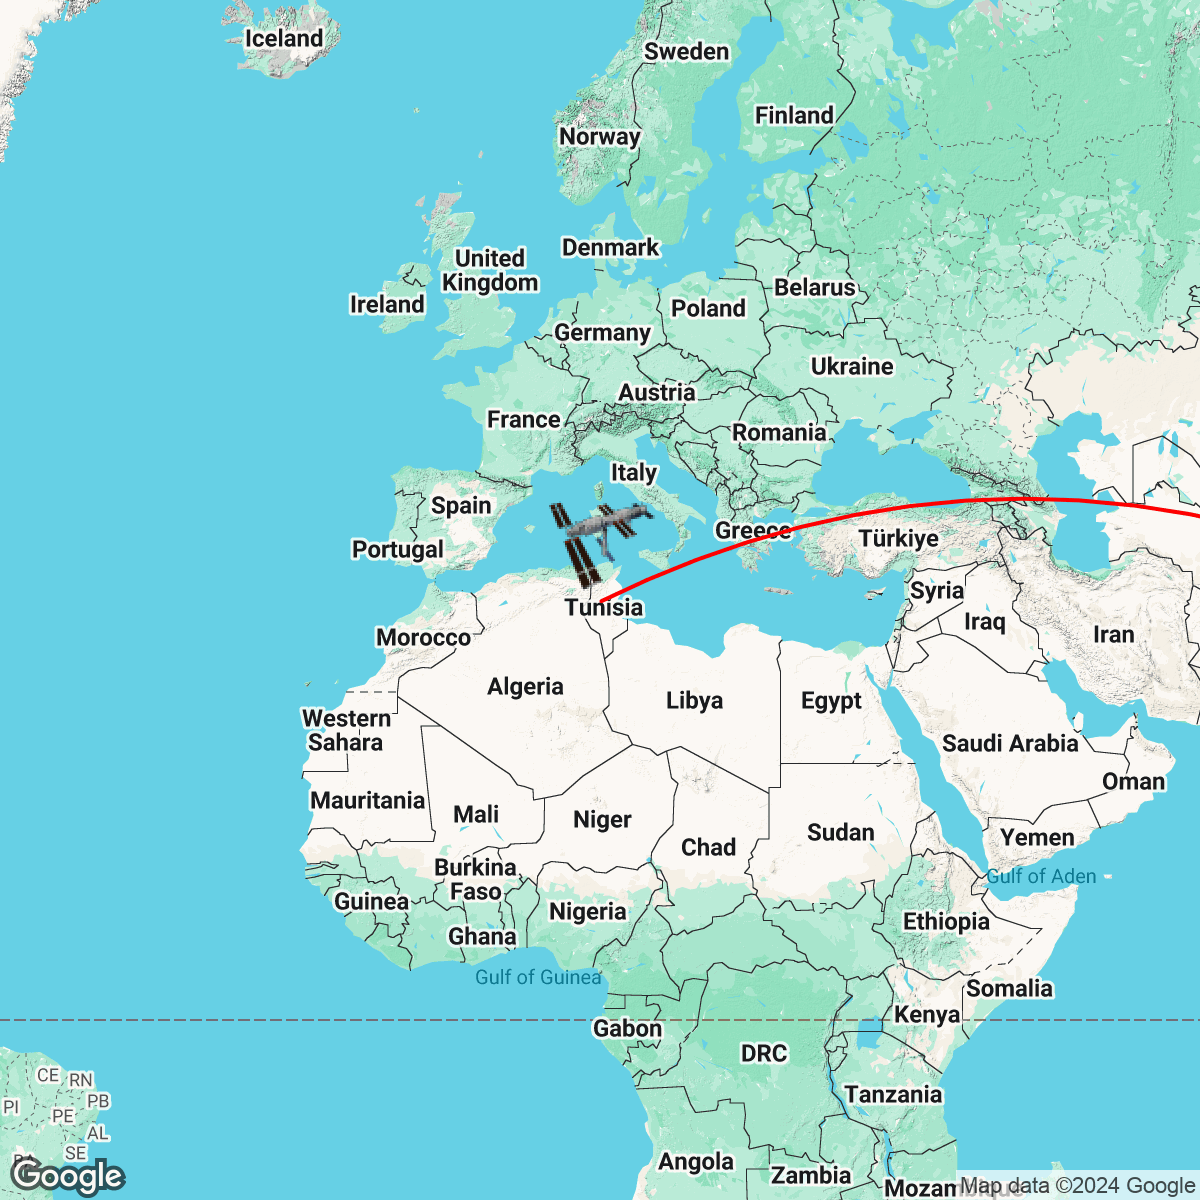 Iceland
Sweden
Finland
Norway
Denmark
United
Kingdom
Ireland
Belarus
Poland
Germany
Ukraine
Austria
France
Romania
Italy
Spain
Greece
Türkiye
Portugal
Syria
Tunisia
Iraq
Iran
Morocco
Algeria
Libya
Egypt
Western
Sahara
Saudi Arabia
Oman
Mauritania
Mali
Niger
Sudan
Yemen
Chad
Burkina
Faso
Gulf of Aden
Guinea
Nigeria
Ethiopia
Ghana
Gulf of Guinea
Somalia
Kenya
Gabon
DRC
CE
RN
Tanzania
PB
PI
PE
AL
SE
Angola
Zambia
Google
Map data ©2024 Google